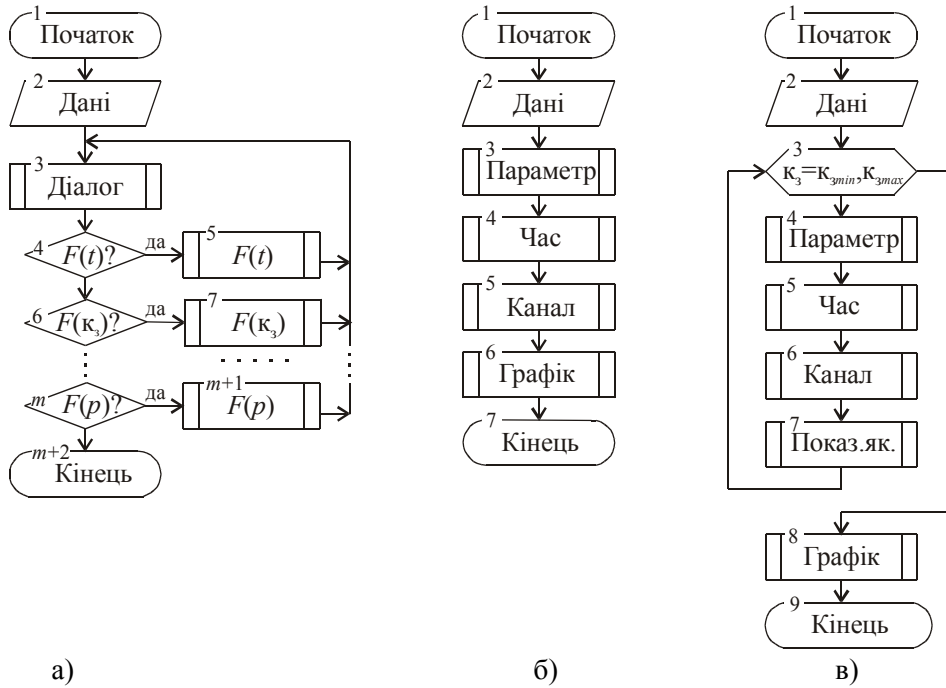 1
Початок
2
Дані
3
Діалог
4
F(t)?
да
5
F(t)
6
F(кз)?
да
7
F(кз)
m
F(p)?
да
m+1
F(p)
m+2
Кінець
а)
1
Початок
2
Дані
3
Параметр
4
Час
5
Канал
6
Графік
7
Кінець
б)
1
Початок
2
Дані
3
кз=кзmin,кзmax
4
Параметр
5
Час
6
Канал
7
Показ.як.
8
Графік
9
Кінець
в)